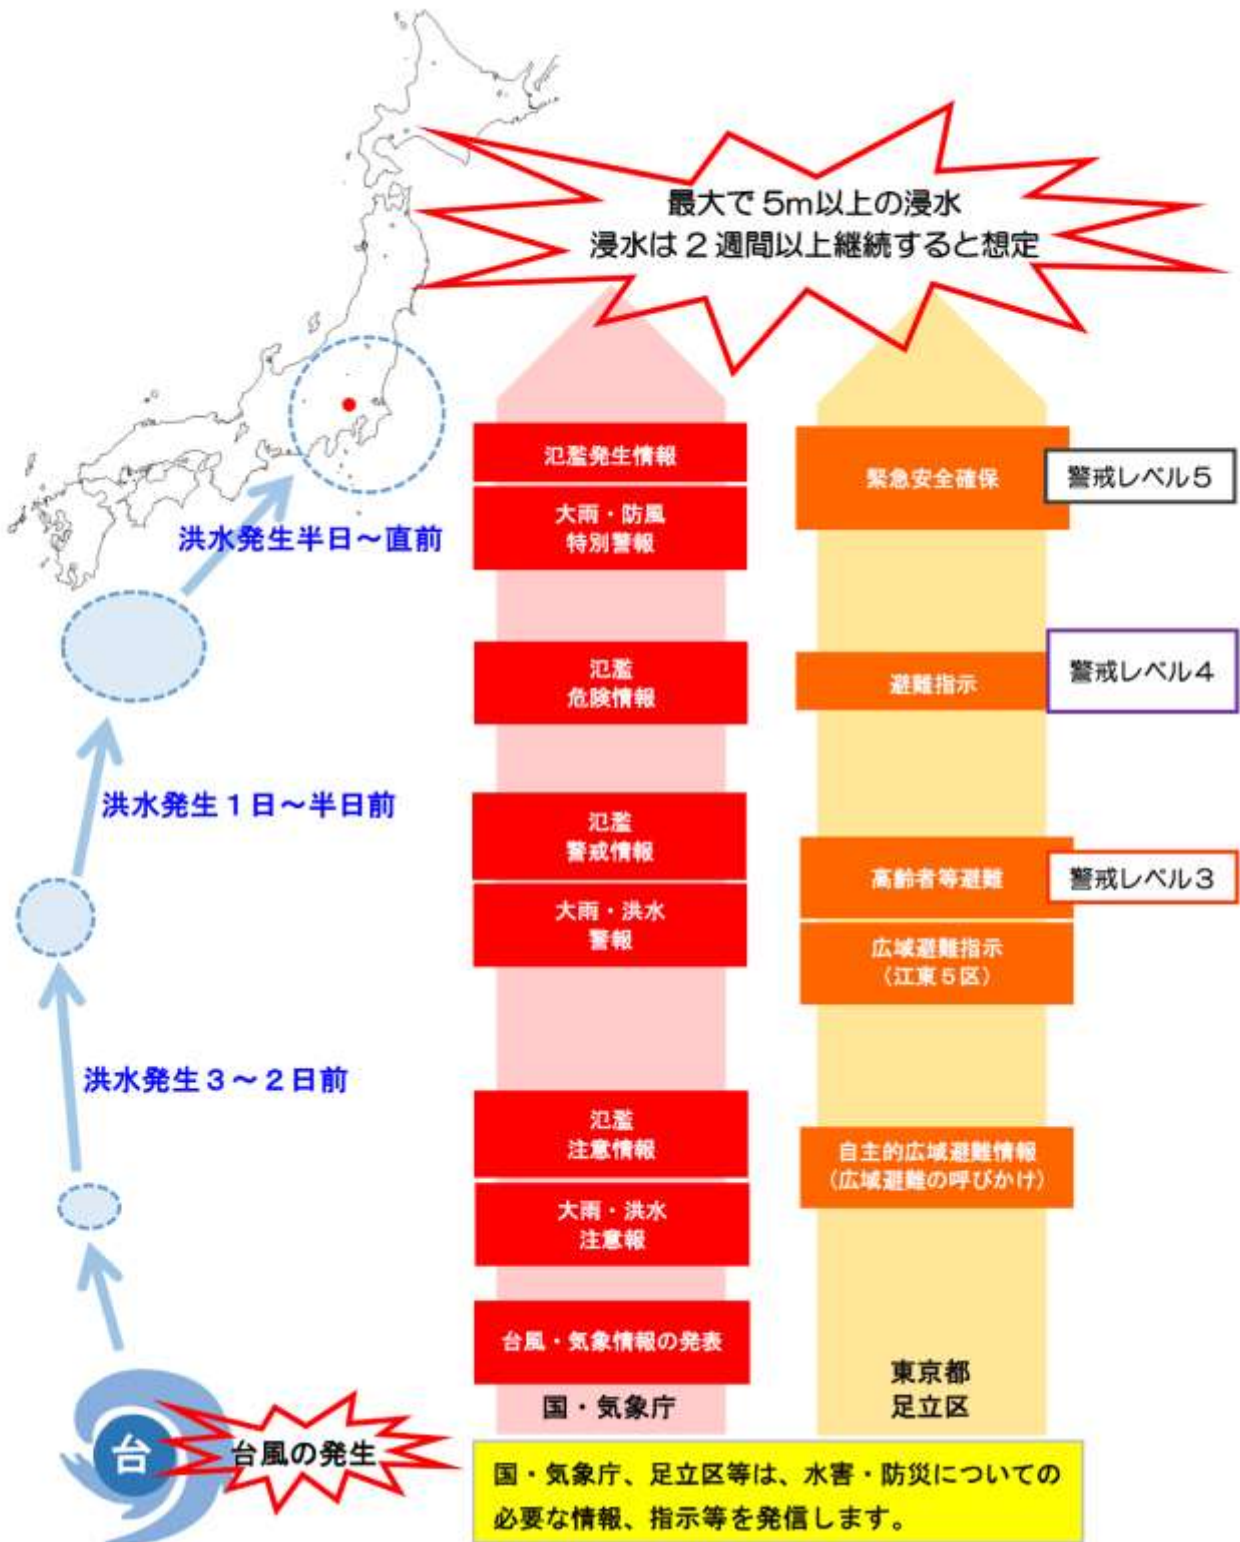 最大で5m以上の浸水
浸水は2週間以上継続すると想定
氾濫発生情報
大雨・防風
特別警報
緊急安全確保
警戒レベル5
洪水発生半日～直前
氾濫
危険情報
避難指示
警戒レベル4
洪水発生1日～半日前
氾濫
警戒情報
大雨・洪水
警報
高齢者等避難
警戒レベル3
広域避難指示
(江東5区)
洪水発生3～2日前
氾濫
注意情報
大雨・洪水
注意報
自主的広域避難情報
(広域避難の呼びかけ)
台風・気象情報の発表
国・気象庁
東京都
足立区
台
台風の発生
国・気象庁、足立区等は、水害・防災についての
必要な情報、指示等を発信します。